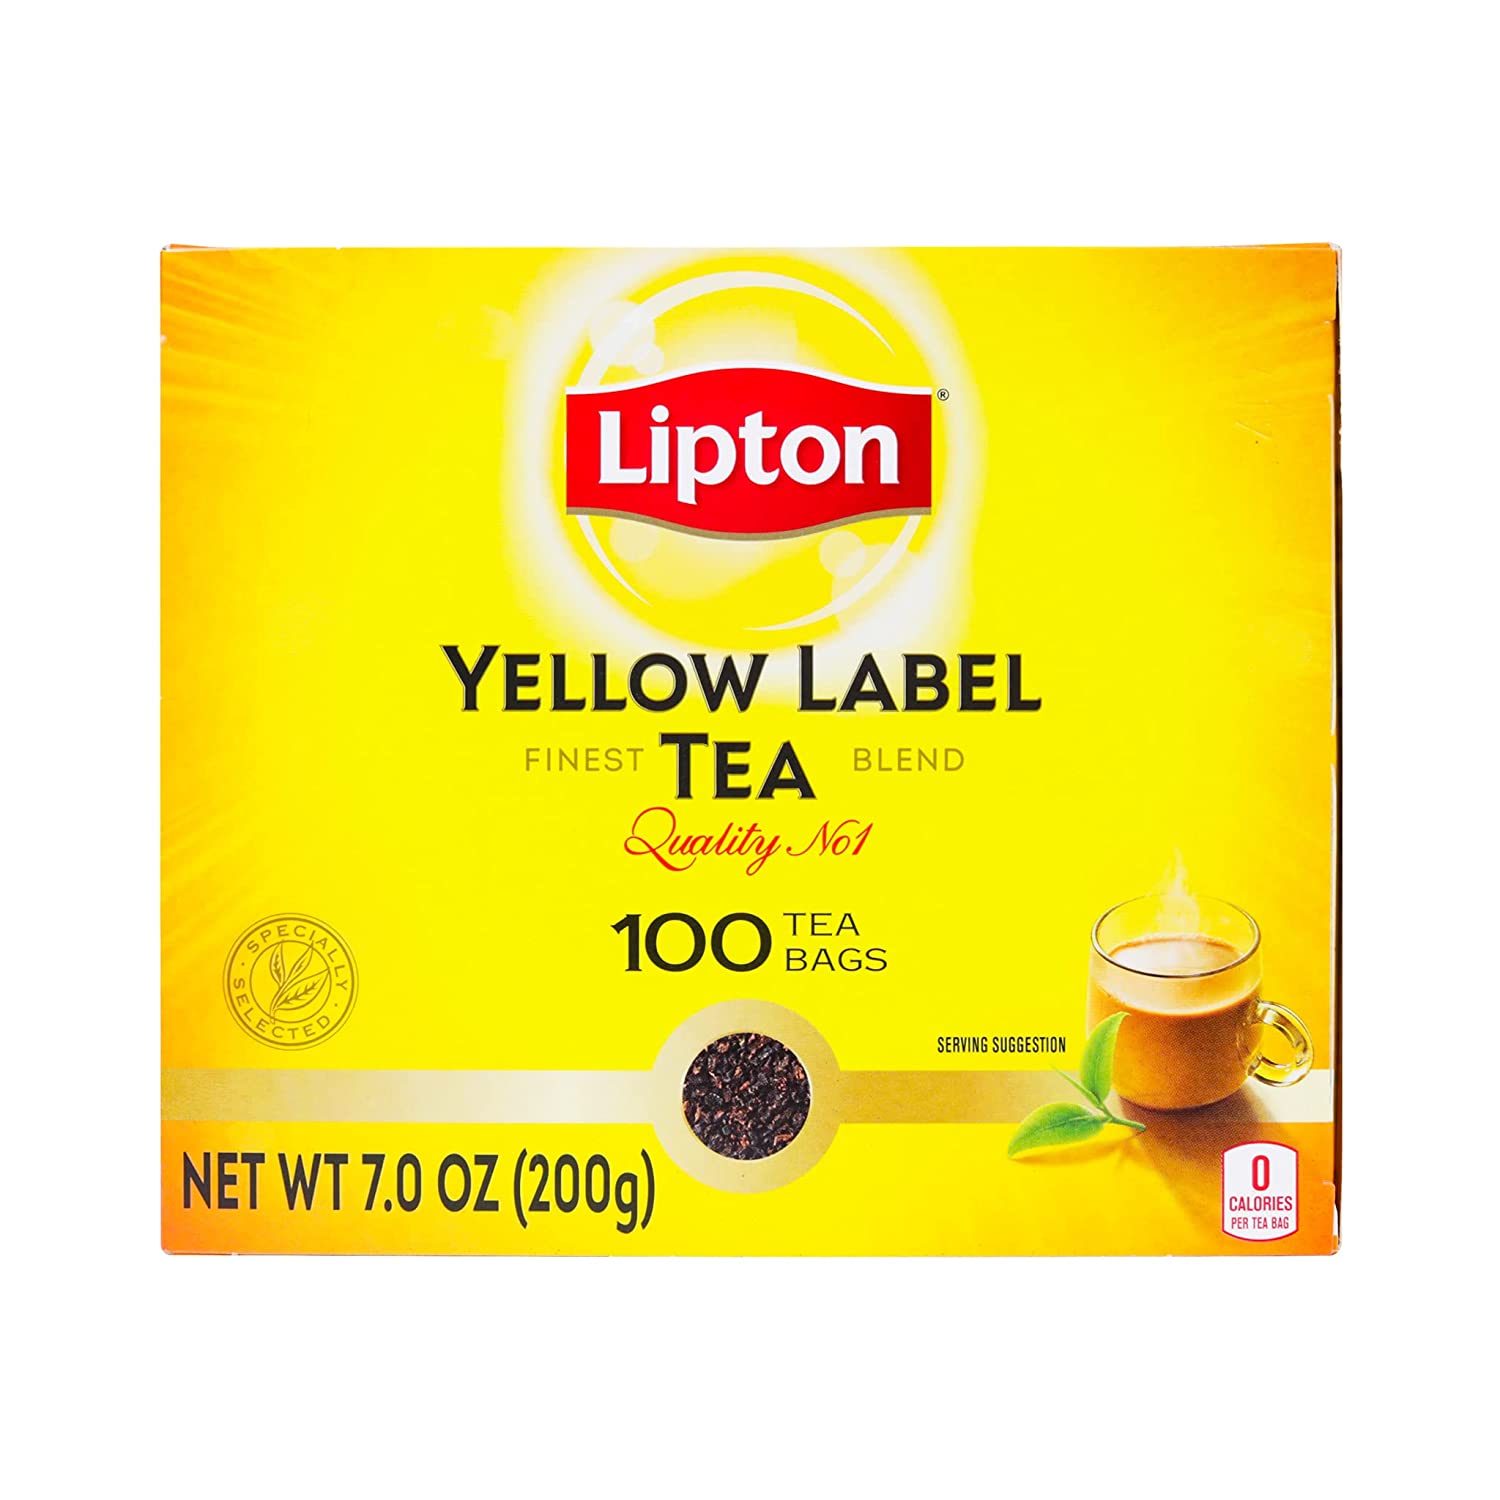 Lipton®
YELLOW LABEL
FINEST TEA BLEND
Quality No1
100 TEA BAGS
SPECIALLY SELECTED
SERVING SUGGESTION
NET WT 7.0 OZ (200g)
0
CALORIES
PER TEA BAG